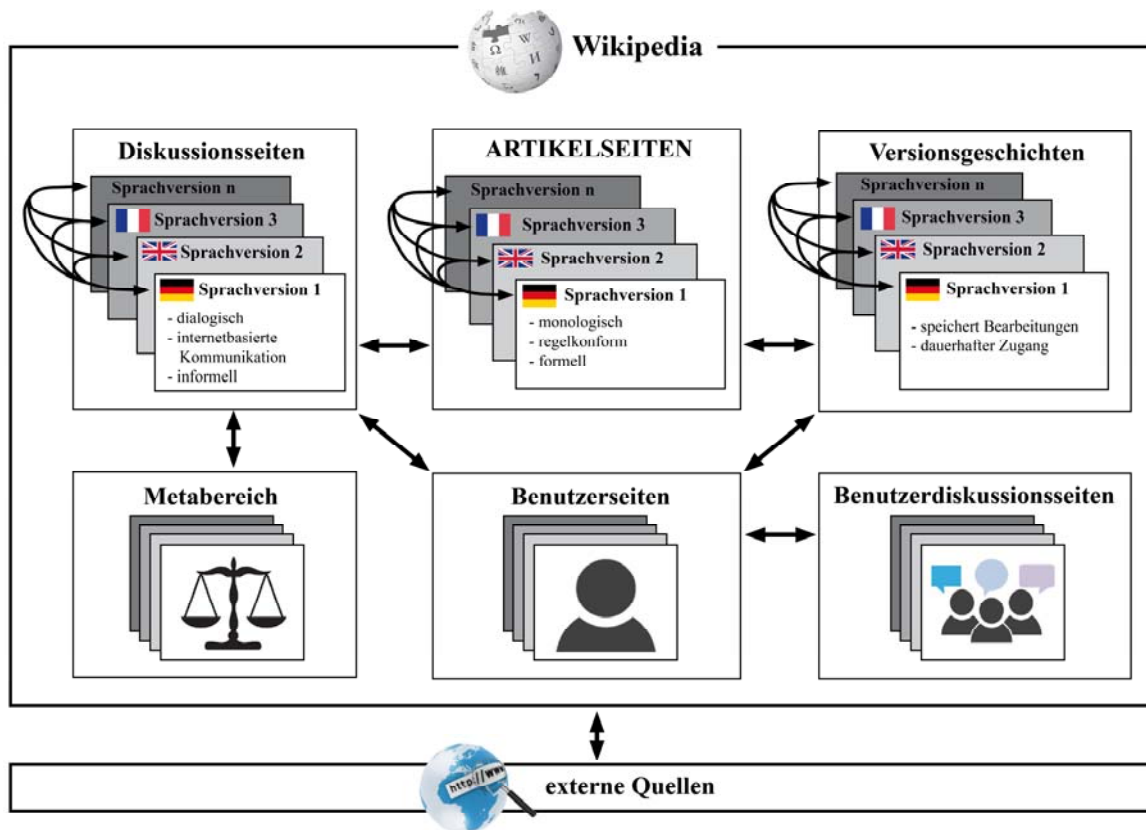 Wikipedia
Diskussionsseiten
Sprachversion n
Sprachversion 3
Sprachversion 2
Sprachversion 1
- dialogisch
- internetbasierte
Kommunikation
- informell
ARTIKELSEITEN
Sprachversion n
Sprachversion 3
Sprachversion 2
Sprachversion 1
- monologisch
- regelkonform
- formell
Versionsgeschichten
Sprachversion n
Sprachversion 3
Sprachversion 2
Sprachversion 1
- speichert Bearbeitungen
- dauerhafter Zugang
Metabereich
Benutzerseiten
Benutzerdiskussionsseiten
http://www
externe Quellen